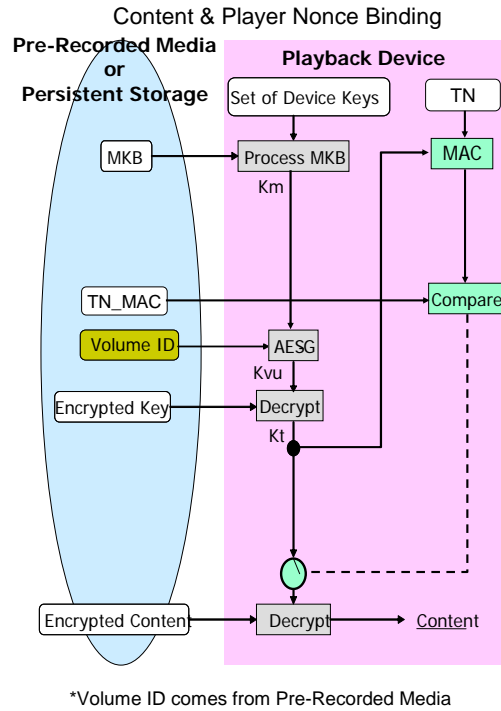 Content & Player Nonce Binding
Pre-Recorded Media
or
Persistent Storage
Playback Device
Set of Device Keys
TN
MKB
Process MKB
MAC
Km
TN_MAC
Compare
Volume ID
AESG
Kvu
Encrypted Key
Decrypt
Kt
Encrypted Content
Decrypt
Content
*Volume ID comes from Pre-Recorded Media